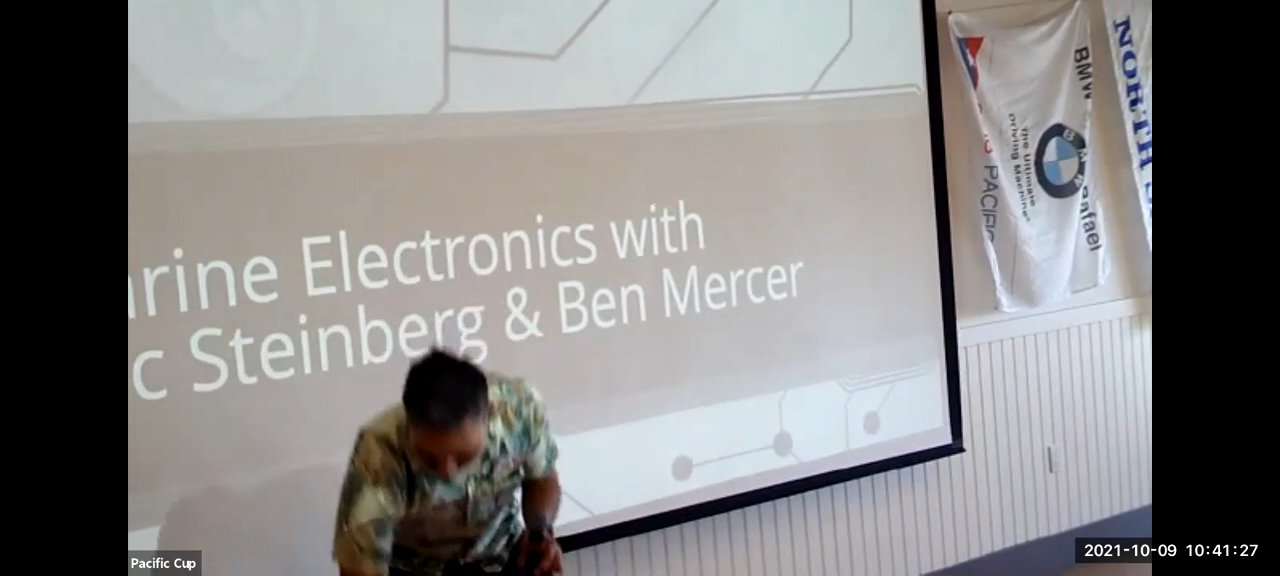 arine Electronics with
c Steinberg & Ben Mercer
BMW
Rafael
The Ultimate
Driving Machine
PACIFIC
NORTH
Pacific Cup
2021-10-09 10:41:27